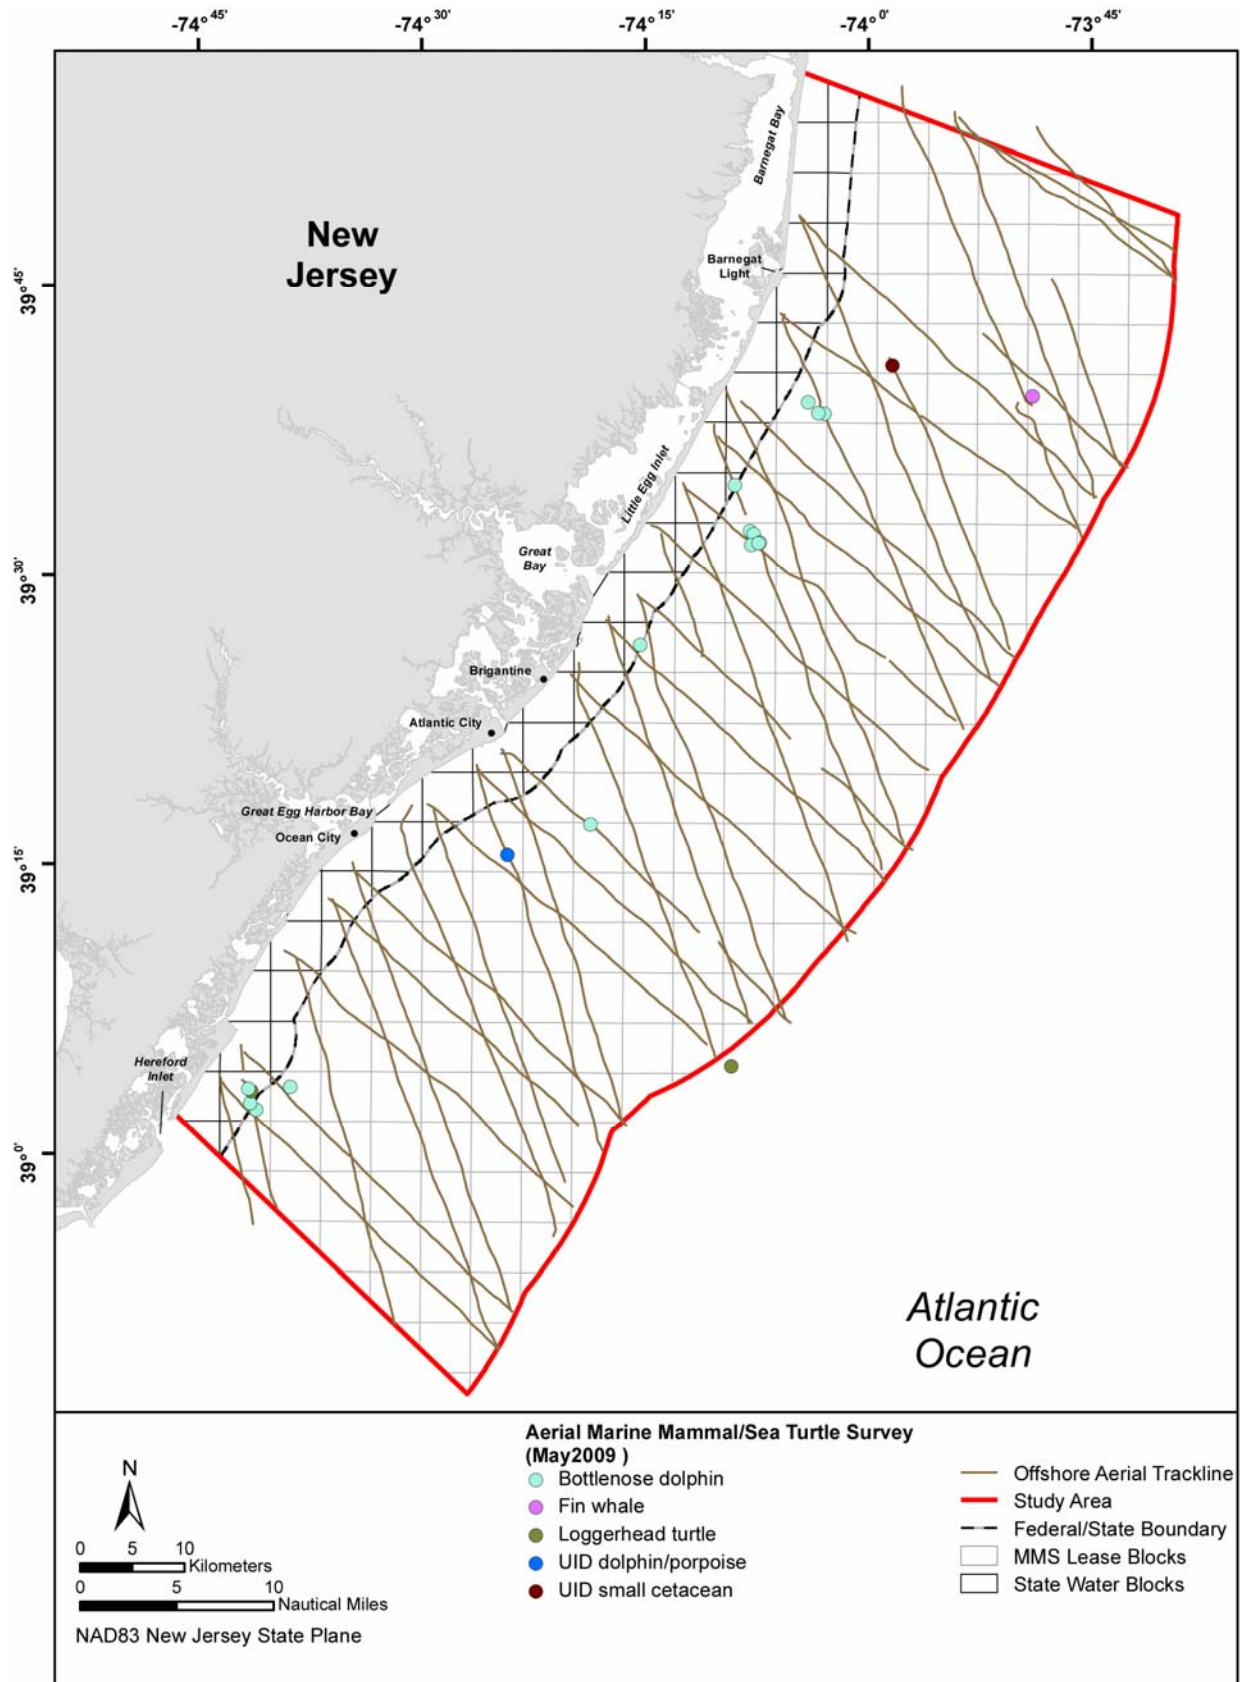 -74°45'
-74°30'
-74°15'
-74°0'
-73°45'
39°45'
39°30'
39°15'
39°0'
Barnegat Bay
New
Jersey
Barnegat
Light
Little Egg Inlet
Great
Bay
Brigantine
Atlantic City
Great Egg Harbor Bay
Ocean City
Hereford
Inlet
Atlantic
Ocean
N
0 5 10
Kilometers
0 5 10
Nautical Miles
NAD83 New Jersey State Plane
Aerial Marine Mammal/Sea Turtle Survey
(May2009 )
Bottlenose dolphin
Fin whale
Loggerhead turtle
UID dolphin/porpoise
UID small cetacean
Offshore Aerial Trackline
Study Area
Federal/State Boundary
MMS Lease Blocks
State Water Blocks